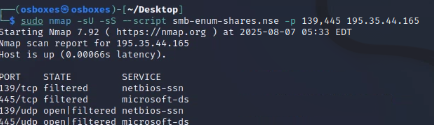 (osboxes㉿osboxes)-[~/Desktop]
$ sudo nmap -sU -sS --script smb-enum-shares.nse -p 139,445 195.35.44.165
Starting Nmap 7.92 ( https://nmap.org ) at 2025-08-07 05:33 EDT
Nmap scan report for 195.35.44.165
Host is up (0.00066s latency).
PORT STATE SERVICE
139/tcp filtered netbios-ssn
445/tcp filtered microsoft-ds
139/udp open|filtered netbios-ssn
445/udp open|filtered microsoft-ds